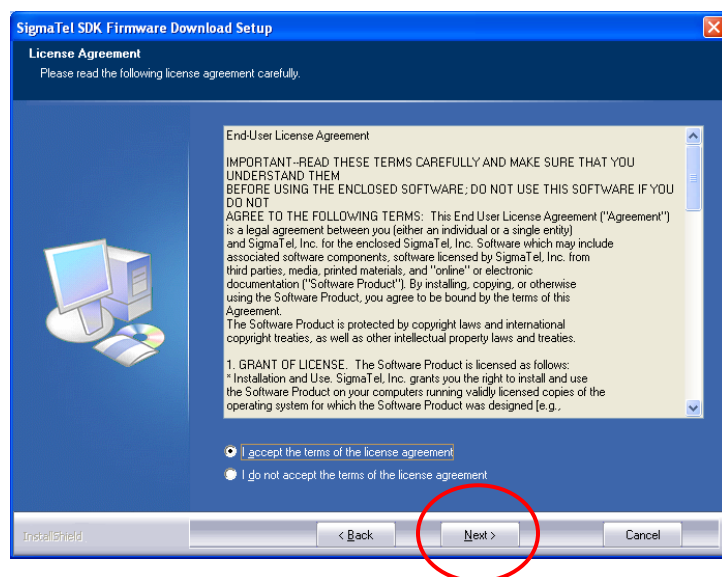 SigmaTel SDK Firmware Download Setup
License Agreement
Please read the following license agreement carefully.
End-User License Agreement
IMPORTANT--READ THESE TERMS CAREFULLY AND MAKE SURE THAT YOU
UNDERSTAND THEM
BEFORE USING THE ENCLOSED SOFTWARE; DO NOT USE THIS SOFTWARE IF YOU
DO NOT
AGREE TO THE FOLLOWING TERMS:  This End User License Agreement ("Agreement")
is a legal agreement between you (either an individual or a single entity)
and SigmaTel, Inc. for the enclosed SigmaTel, Inc. Software which may include
associated software components, software licensed by SigmaTel, Inc. from
third parties, media, printed materials, and "online" or electronic
documentation ("Software Product"). By installing, copying, or otherwise
using the Software Product, you agree to be bound by the terms of this
Agreement.
The Software Product is protected by copyright laws and international
copyright treaties, as well as other intellectual property laws and treaties.
1. GRANT OF LICENSE.  The Software Product is licensed as follows:
* Installation and Use. SigmaTel, Inc. grants you the right to install and use
the Software Product on your computers running validly licensed copies of the
operating system for which the Software Product was designed [e.g.,
I accept the terms of the license agreement
I do not accept the terms of the license agreement
InstallShield
< Back
Next >
Cancel